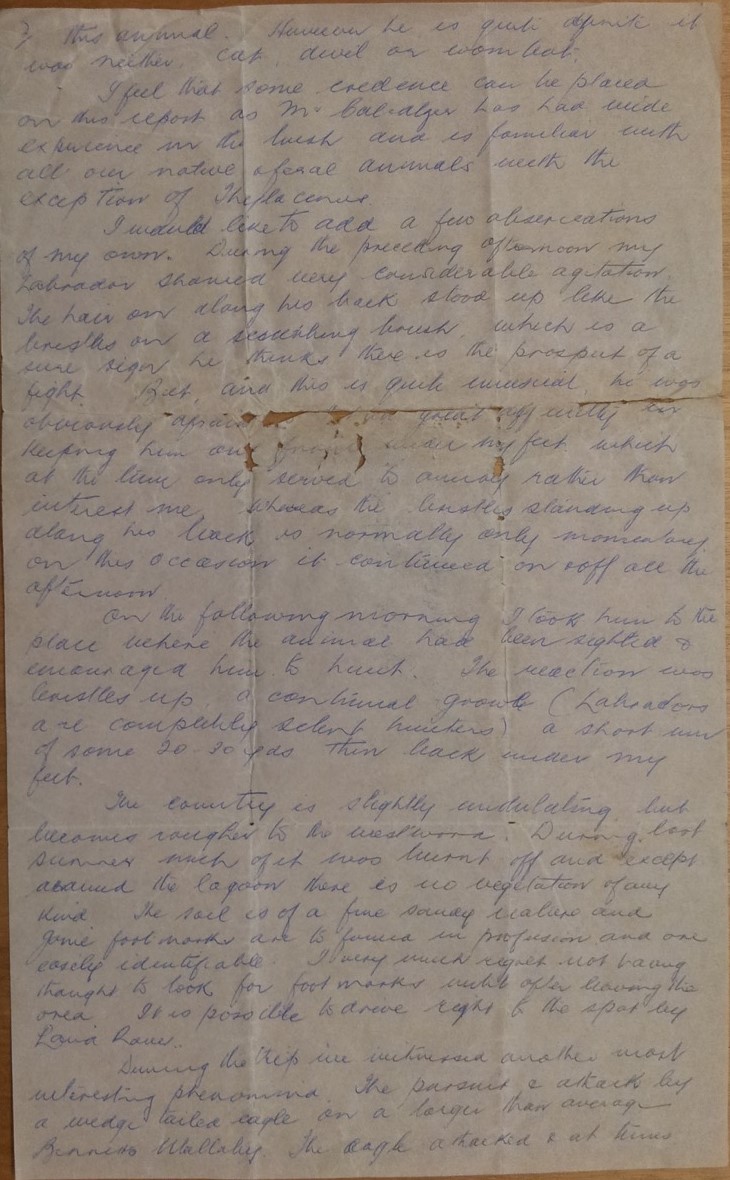 this animal. However he is quite definite it
was neither cat, devil or wombat.
I feel that some credence can be placed
on this report as Mr has had wide
experience in the bush and is familiar with
all our native animals with the
exception of
I would like to add a few observations
of my own. During the preceding afternoon my
Labrador showed very considerable agitation.
The hair on along his back stood up like the
bristles on a scrubbing brush, which is a
sure sign he thinks there is the prospect of a
fight. But, and this is quite unusual, he was
obviously great difficulty in
keeping him from under my feet which
at the time only served to annoy rather than
interest me, whereas the bristles standing up
along his back is normally only momentary
on this occasion it continued on & off all the
afternoon
On the following morning I took him to the
place where the animal had been sighted &
encouraged him to hunt. The reaction was
bristles up, a continual growl (Labradors
are completely silent hunters) a short run
of some 20-30 yds then back under my
feet.
The country is slightly undulating but
becomes rougher to the westward. During last
summer much of it was burnt off and except
around the lagoon there is no vegetation of any
kind The soil is of a fine sandy nature and
game footmarks are to found in profusion and are
easily identifiable. I very much regret not having
thought to look for footmarks until after leaving the
area It is possible to drive right to the spot by
Land Rover.
During the trip we witnessed another most
interesting The pursuit & attack by
a wedge tailed eagle on a larger than average
Bennetts Wallaby. The eagle attacked & at times